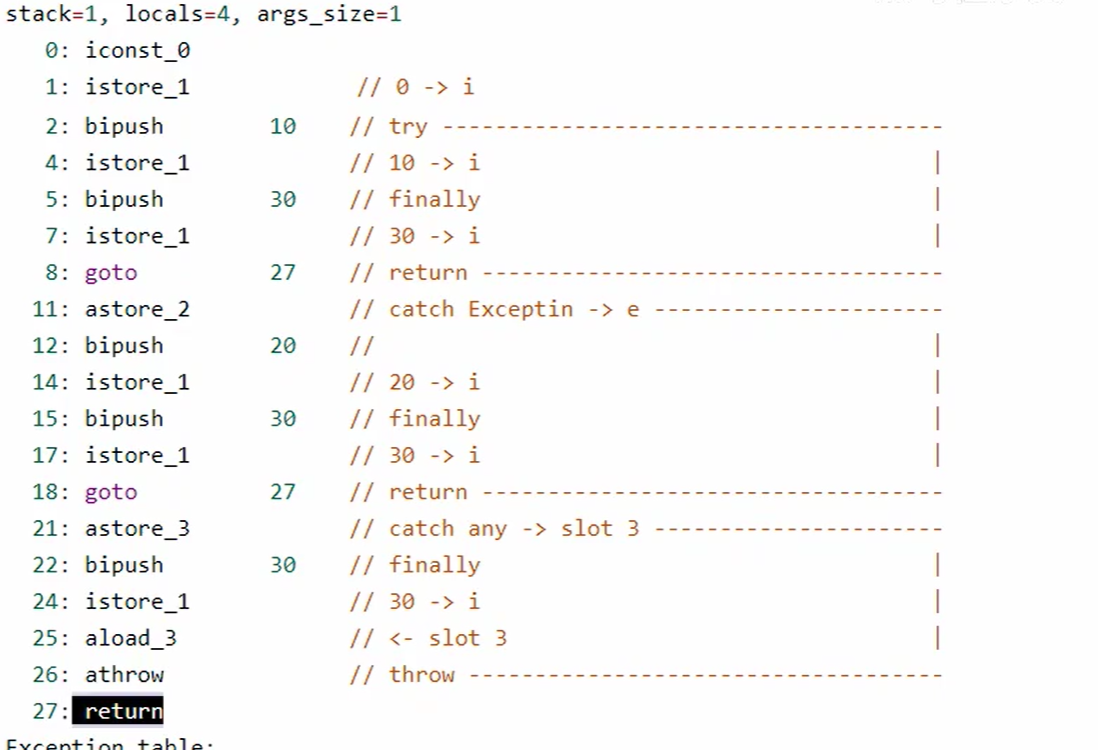 stack=1, locals=4, args_size=1
0: iconst_0
1: istore_1 // 0 -> i
2: bipush 10 // try --------------------------------------
4: istore_1 // 10 -> i |
5: bipush 30 // finally |
7: istore_1 // 30 -> i |
8: goto 27 // return -----------------------------------
11: astore_2 // catch Exceptin -> e ----------------------
12: bipush 20 // |
14: istore_1 // 20 -> i |
15: bipush 30 // finally |
17: istore_1 // 30 -> i |
18: goto 27 // return -----------------------------------
21: astore_3 // catch any -> slot 3 ----------------------
22: bipush 30 // finally |
24: istore_1 // 30 -> i |
25: aload_3 // <- slot 3 |
26: athrow // throw ------------------------------------
27: return
Exception table: